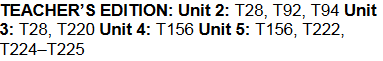 TEACHER'S EDITION: Unit 2: T28, T92, T94 Unit
3: T28, T220 Unit 4: T156 Unit 5: T156, T222,
T224–T225